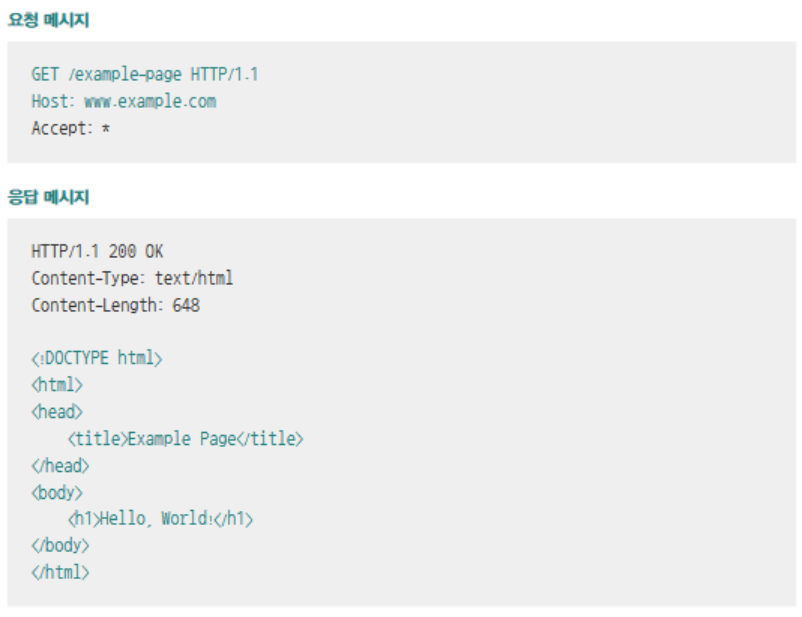 요청 메시지
GET /example-page HTTP/1.1
Host: www.example.com
Accept: *
응답 메시지
HTTP/1.1 200 OK
Content-Type: text/html
Content-Length: 648
<!DOCTYPE html>
<html>
<head>
<title>Example Page</title>
</head>
<body>
<h1>Hello, World!</h1>
</body>
</html>